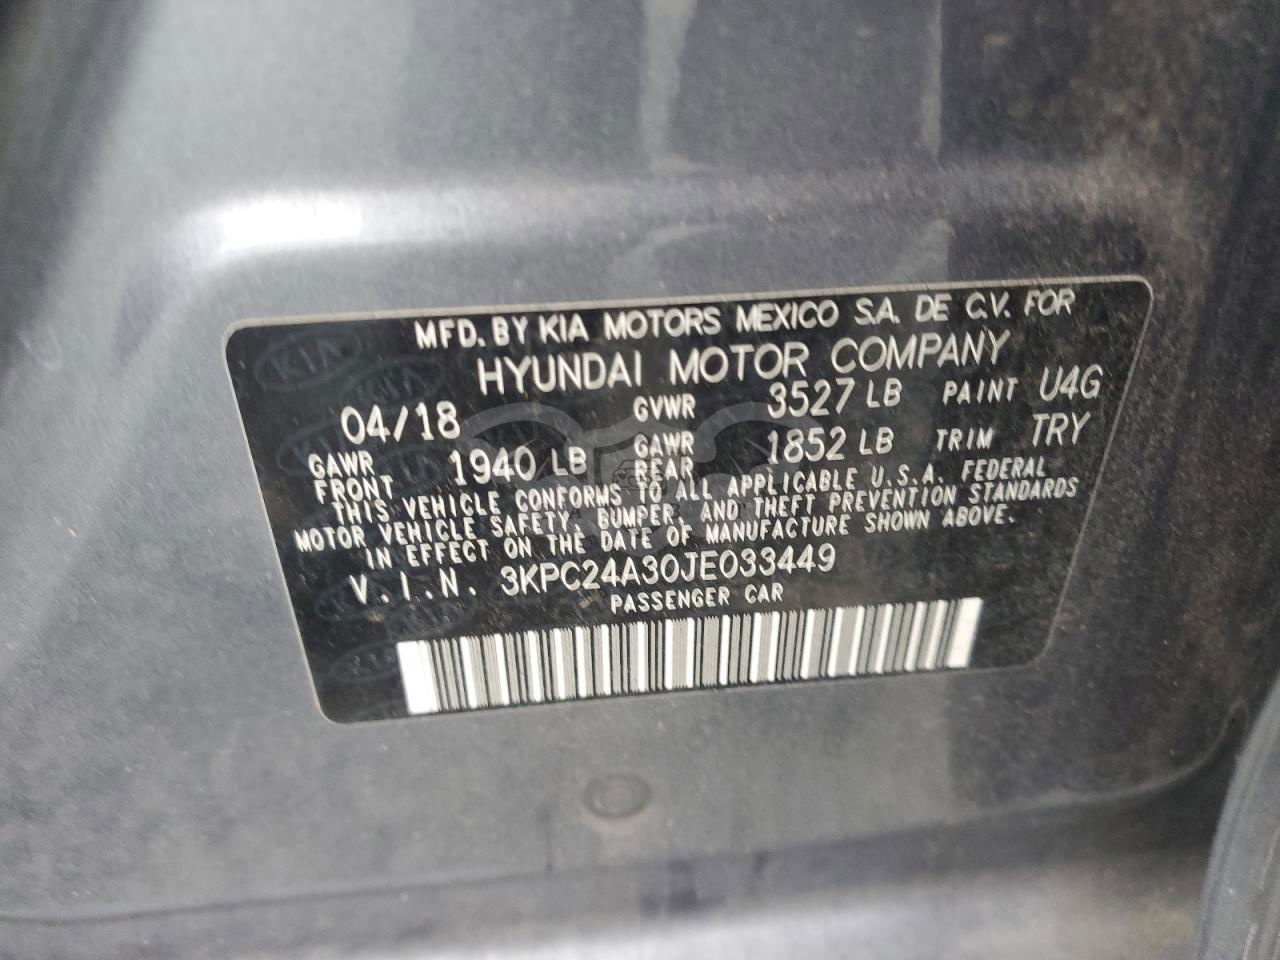 MFD. BY KIA MOTORS MEXICO S.A. DE C.V. FOR
HYUNDAI MOTOR COMPANY
04/18 GVWR 3527 LB PAINT U4G
GAWR FRONT 1940 LB GAWR REAR 1852 LB TRIM TRY
THIS VEHICLE CONFORMS TO ALL APPLICABLE U.S.A. FEDERAL
MOTOR VEHICLE SAFETY, BUMPER, AND THEFT PREVENTION STANDARDS
IN EFFECT ON THE DATE OF MANUFACTURE SHOWN ABOVE.
V.I.N. 3KPC24A30JE033449
PASSENGER CAR